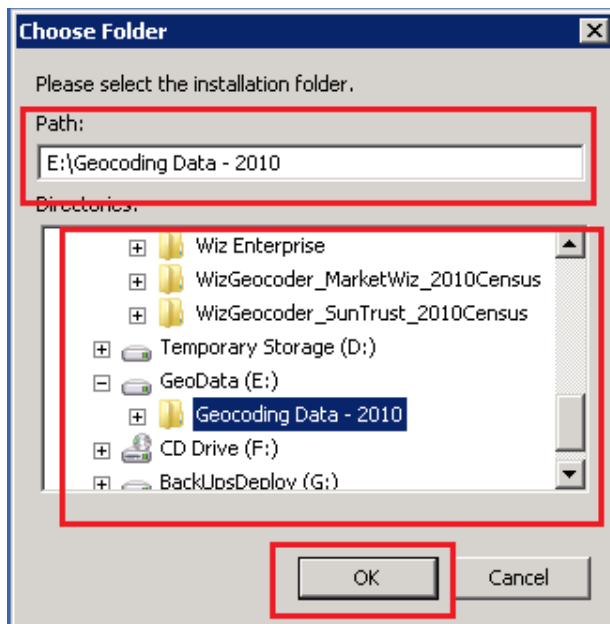 Choose Folder
Please select the installation folder.
Path:
E:\Geocoding Data - 2010
Directories:
Wiz Enterprise
WizGeocoder_MarketWiz_2010Census
WizGeocoder_SunTrust_2010Census
Temporary Storage (D:)
GeoData (E:)
Geocoding Data - 2010
CD Drive (F:)
BackUpsDeploy (G:)
OK Cancel